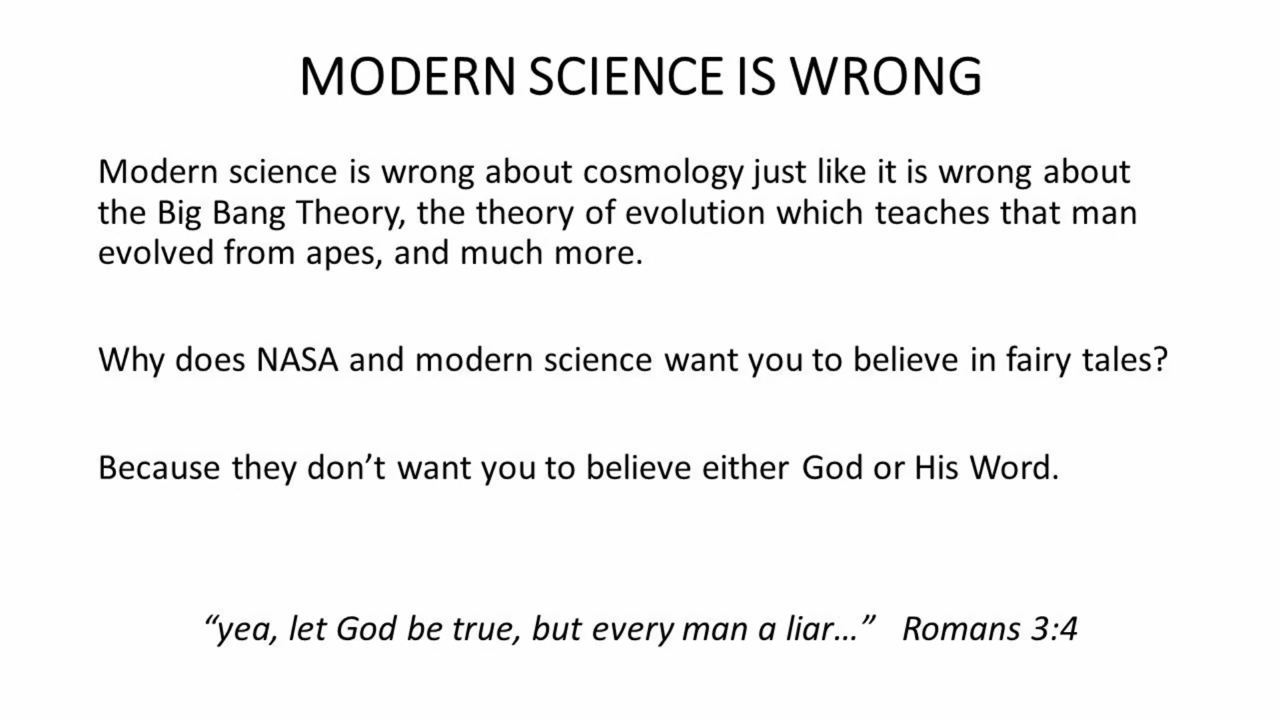 MODERN SCIENCE IS WRONG
Modern science is wrong about cosmology just like it is wrong about
the Big Bang Theory, the theory of evolution which teaches that man
evolved from apes, and much more.
Why does NASA and modern science want you to believe in fairy tales?
Because they don’t want you to believe either God or His Word.
“yea, let God be true, but every man a liar…” Romans 3:4